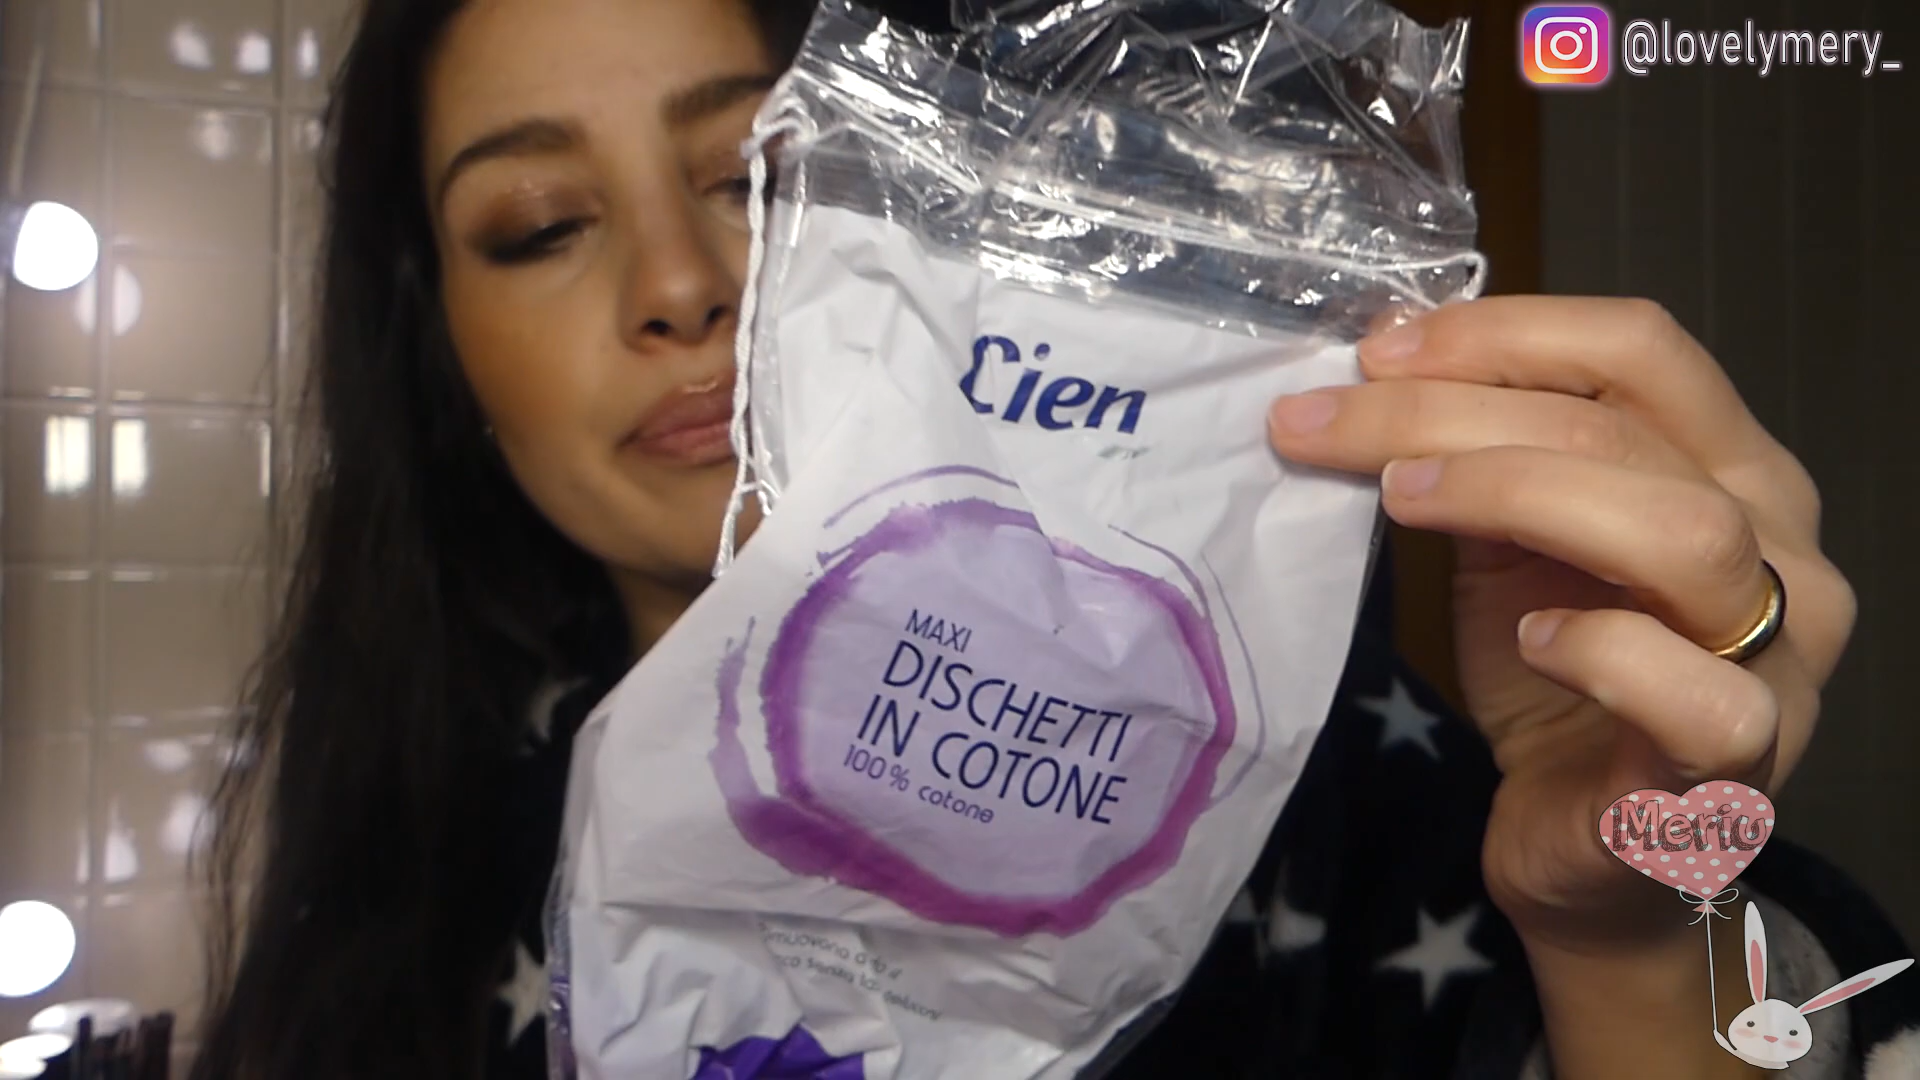 @lovelymery_
Cien
MAXI
DISCHETTI
IN COTONE
100% cotone
Meriu